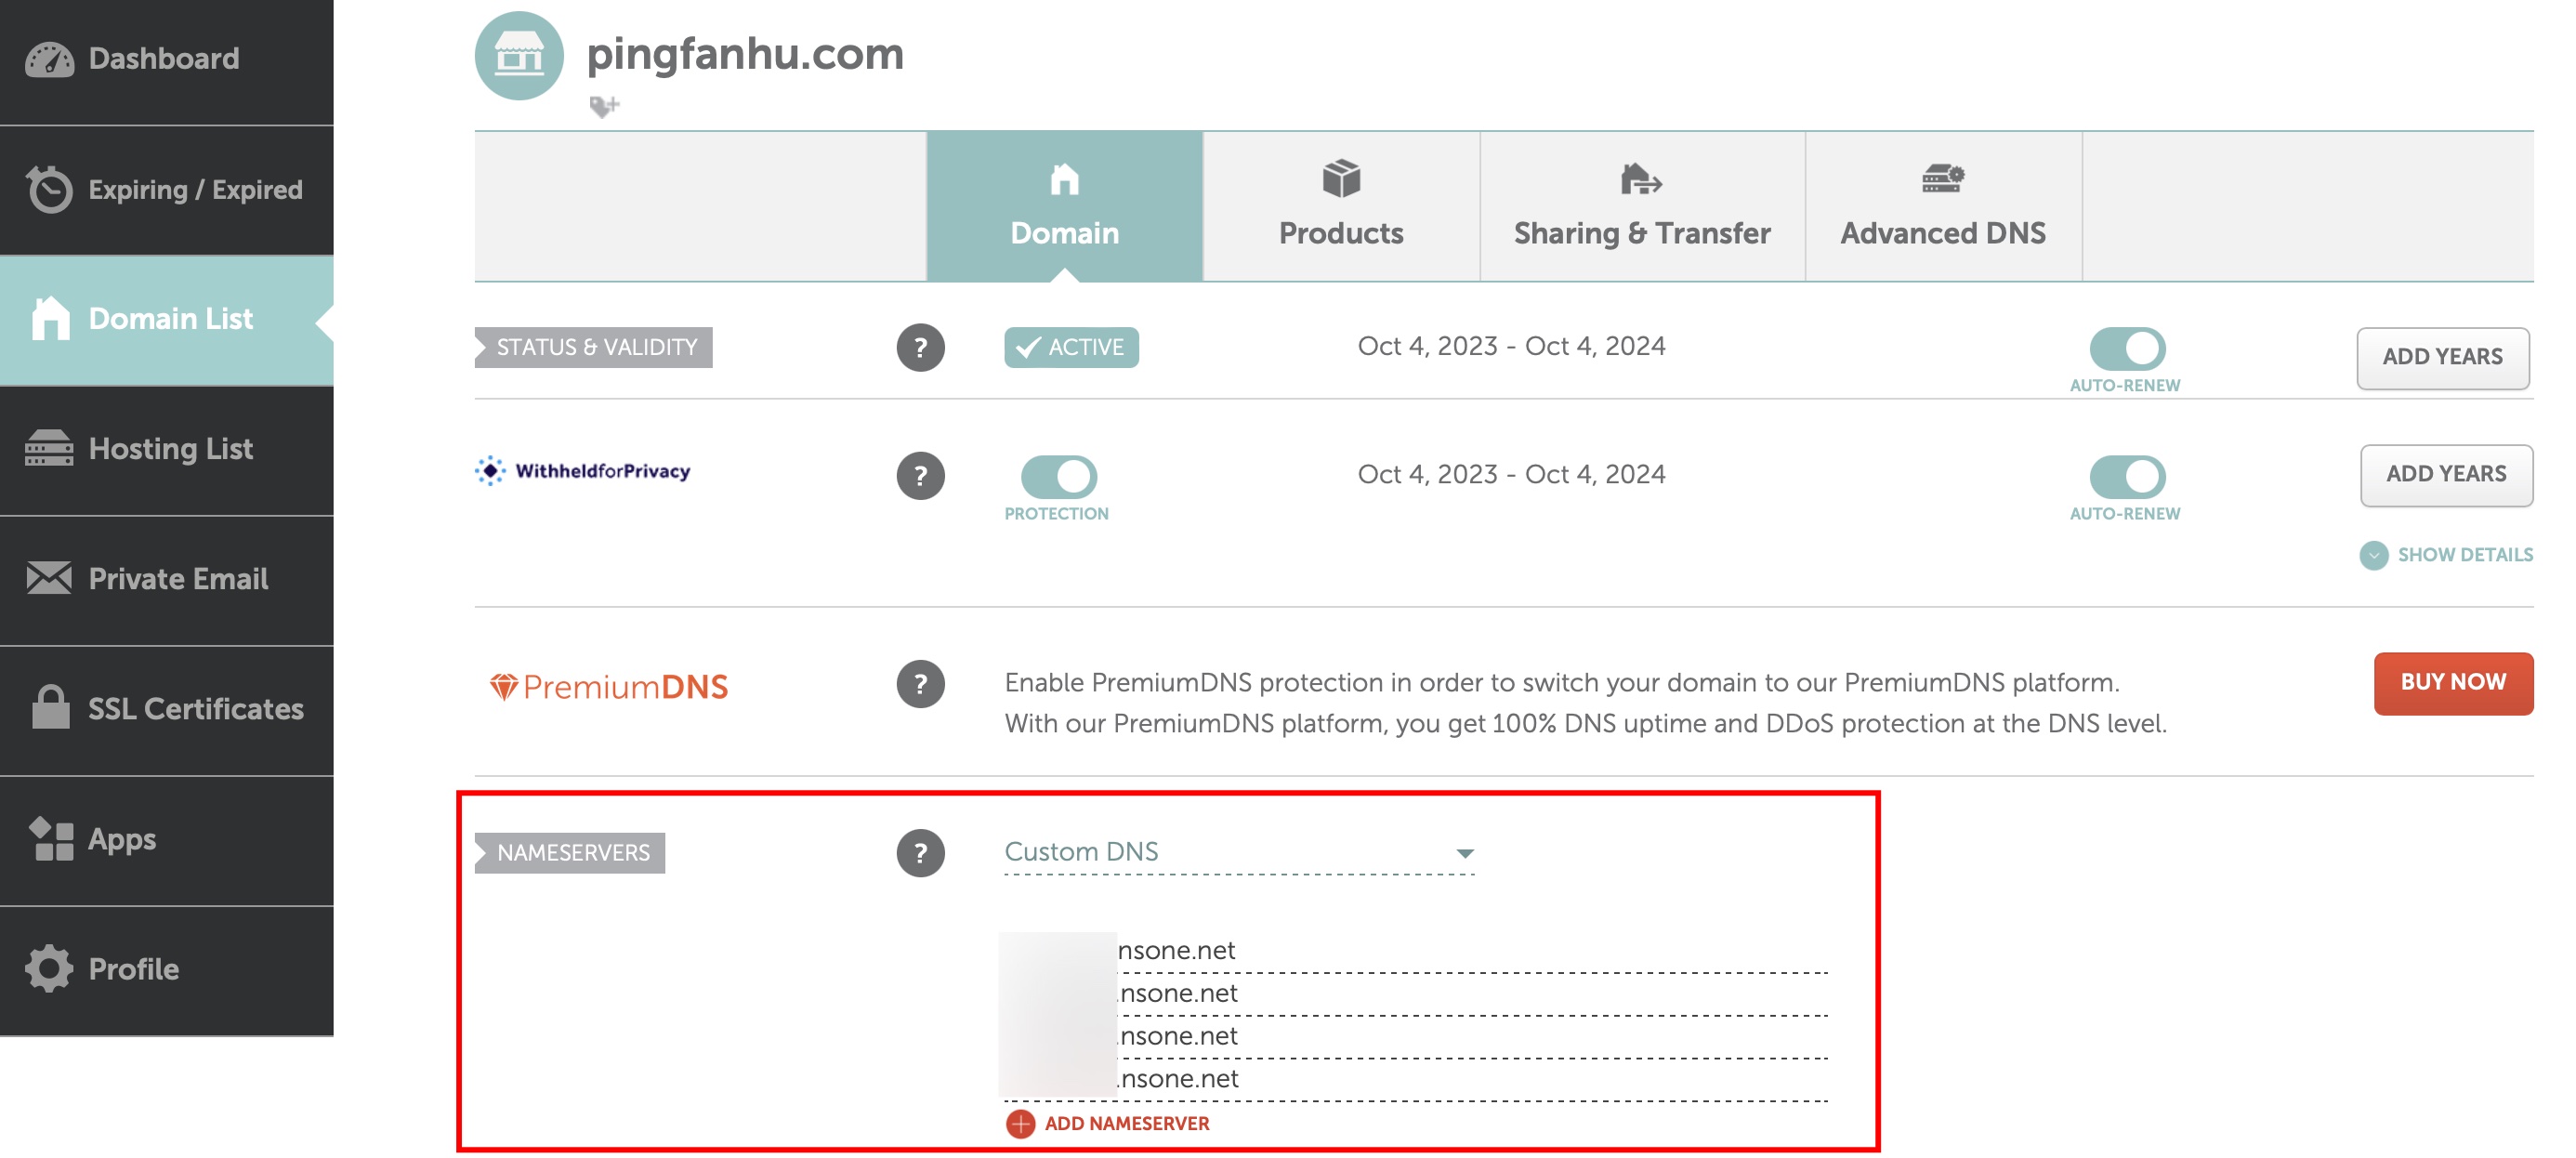 Dashboard
Expiring / Expired
Domain List
Hosting List
Private Email
SSL Certificates
Apps
Profile
pingfanhu.com
Domain
Products
Sharing & Transfer
Advanced DNS
STATUS & VALIDITY
?
ACTIVE
Oct 4, 2023 - Oct 4, 2024
AUTO-RENEW
ADD YEARS
WithheldforPrivacy
?
PROTECTION
Oct 4, 2023 - Oct 4, 2024
AUTO-RENEW
ADD YEARS
SHOW DETAILS
PremiumDNS
?
Enable PremiumDNS protection in order to switch your domain to our PremiumDNS platform.
With our PremiumDNS platform, you get 100% DNS uptime and DDoS protection at the DNS level.
BUY NOW
NAMESERVERS
?
Custom DNS
nsone.net
.nsone.net
.nsone.net
.nsone.net
ADD NAMESERVER